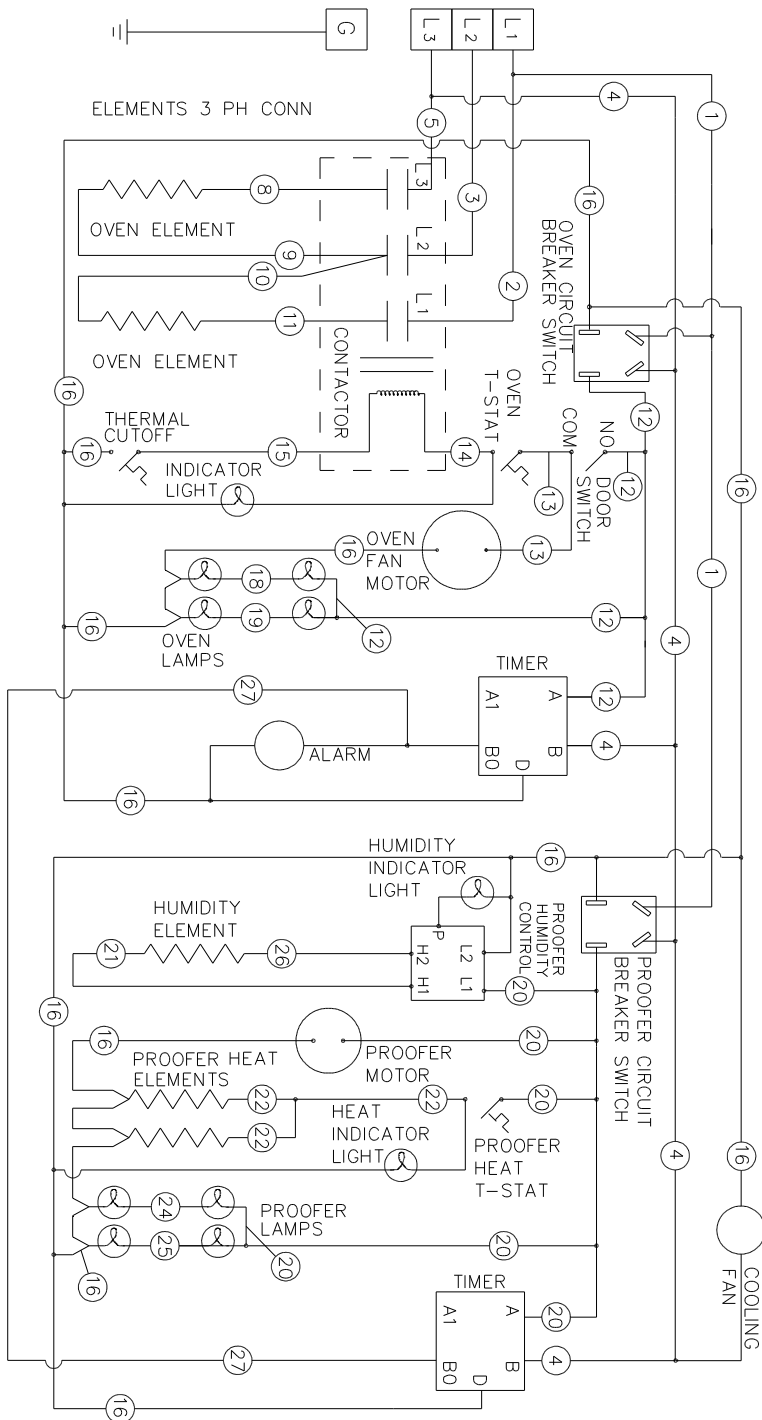 G
L3
L2
L1
ELEMENTS 3 PH CONN
4
1
5
3
2
16
8
9
10
11
L3
L2
L1
OVEN ELEMENT
OVEN ELEMENT
CONTACTOR
OVEN CIRCUIT
BREAKER SWITCH
16
THERMAL
CUTOFF
16
15
14
INDICATOR
LIGHT
OVEN
T-STAT
COM
NO
DOOR
SWITCH
13
12
12
16
1
OVEN
FAN
MOTOR
16
13
18
19
12
16
OVEN
LAMPS
12
4
TIMER
A
B
A1
B0
D
12
4
27
ALARM
16
HUMIDITY
INDICATOR
LIGHT
16
PROOFER
HUMIDITY
CONTROL
P
L2
L1
H2
H1
20
HUMIDITY
ELEMENT
21
26
16
PROOFER CIRCUIT
BREAKER SWITCH
PROOFER
MOTOR
16
20
PROOFER HEAT
ELEMENTS
22
22
22
20
HEAT
INDICATOR
LIGHT
PROOFER
HEAT
T-STAT
4
16
24
25
PROOFER
LAMPS
20
20
16
COOLING
FAN
TIMER
A
B
A1
B0
D
20
4
27
16